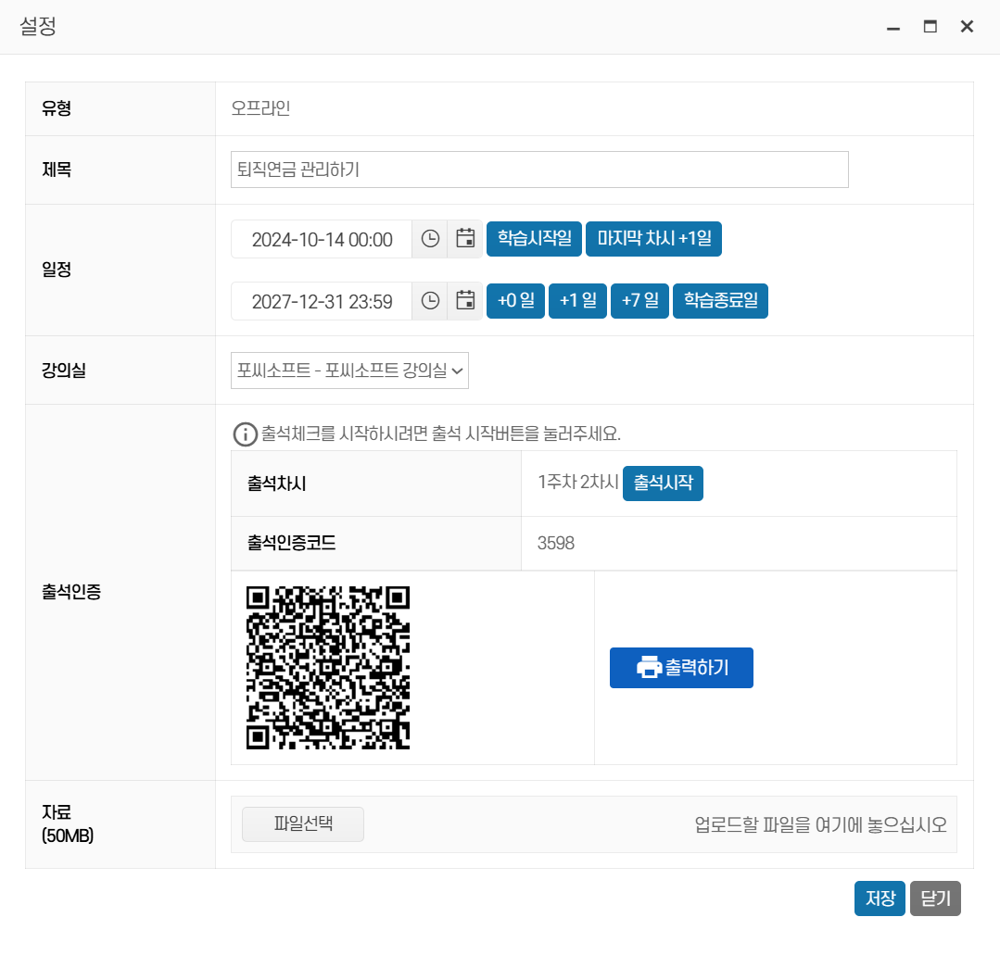 설정
유형
오프라인
제목
퇴직연금 관리하기
일정
2024-10-14 00:00
학습시작일
마지막 차시 +1일
2027-12-31 23:59
+0 일
+1 일
+7 일
학습종료일
강의실
포씨소프트 - 포씨소프트 강의실
출석인증
출석체크를 시작하시려면 출석 시작버튼을 눌러주세요.
출석차시
1주차 2차시
출석시작
출석인증코드
3598
출력하기
자료
(50MB)
파일선택
업로드할 파일을 여기에 놓으십시오
저장
닫기